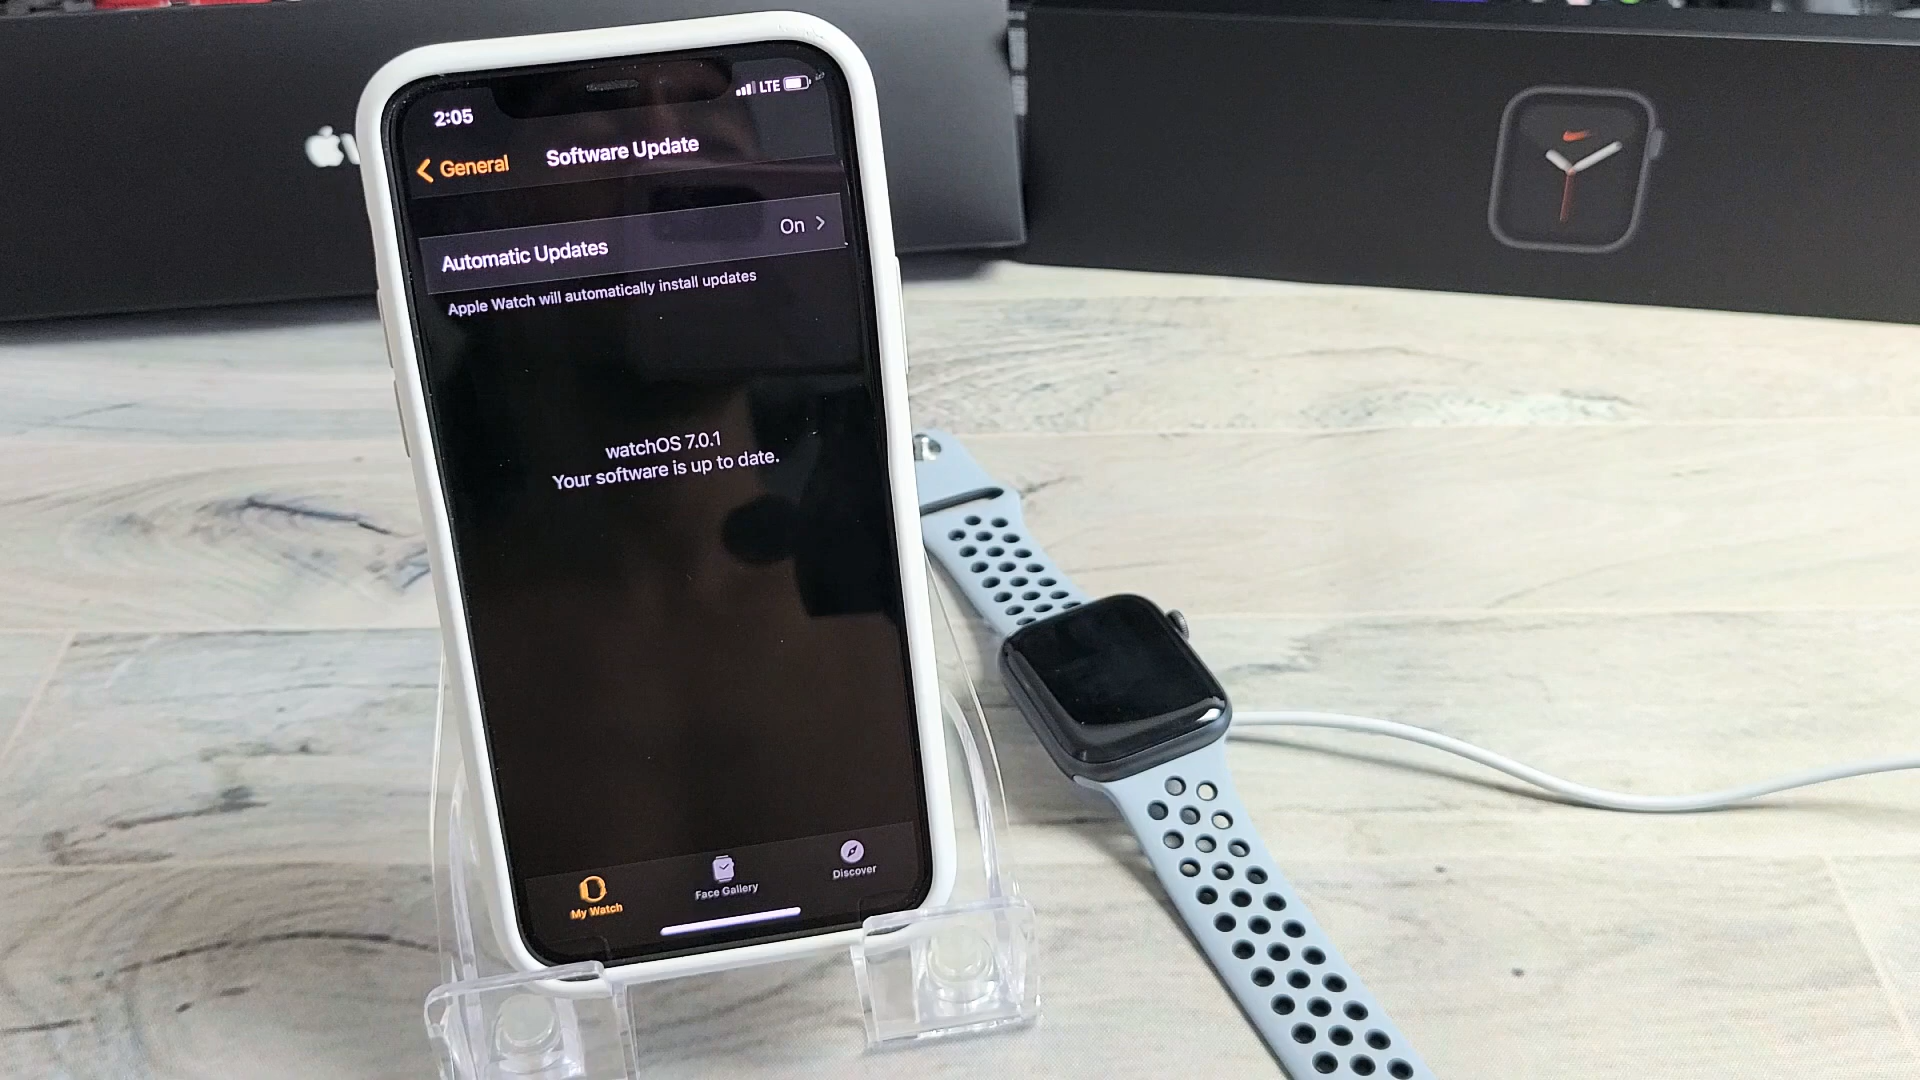 2:05
LTE
General
Software Update
Automatic Updates
On
Apple Watch will automatically install updates
watchOS 7.0.1
Your software is up to date.
My Watch
Face Gallery
Discover